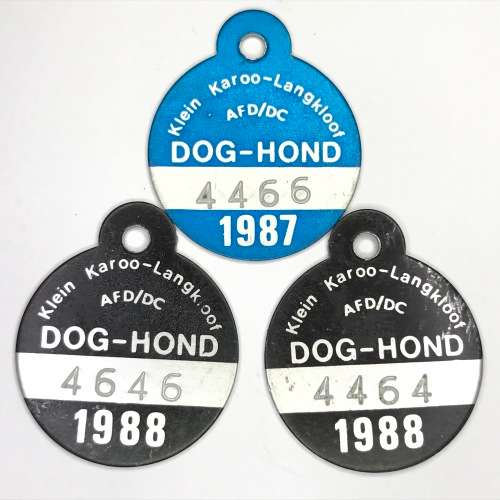 Klein Karoo-Langkloof
AFD/DC
DOG-HOND
4466
1987
Klein Karoo-Langkloof
AFD/DC
DOG-HOND
4646
1988
Klein Karoo-Langkloof
AFD/DC
DOG-HOND
4464
1988